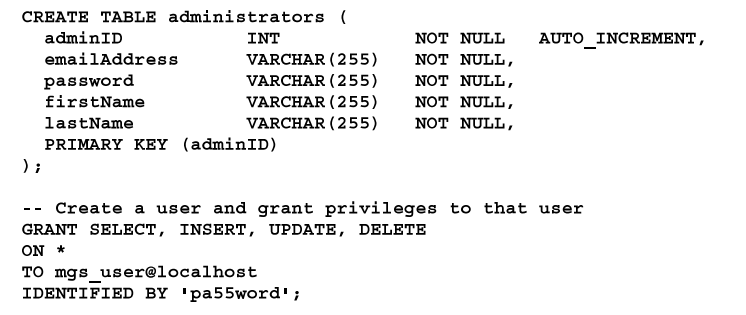 CREATE TABLE administrators (
  adminID           INT            NOT NULL   AUTO_INCREMENT,
  emailAddress      VARCHAR(255)   NOT NULL,
  password          VARCHAR(255)   NOT NULL,
  firstName         VARCHAR(255)   NOT NULL,
  lastName          VARCHAR(255)   NOT NULL,
  PRIMARY KEY (adminID)
);

-- Create a user and grant privileges to that user
GRANT SELECT, INSERT, UPDATE, DELETE
ON *
TO mgs_user@localhost
IDENTIFIED BY 'pa55word';